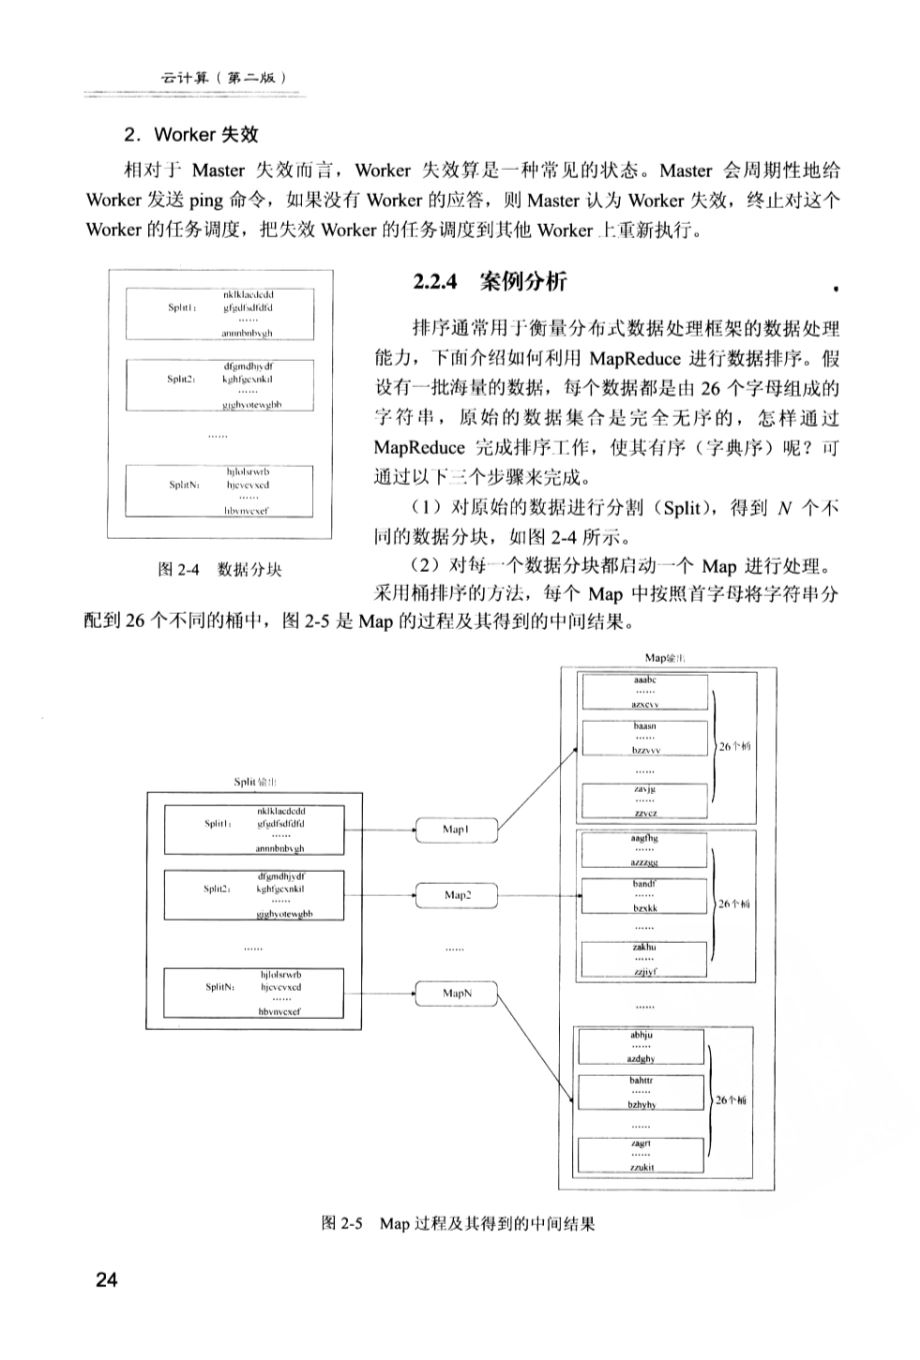 云计算（第二版）
2．Worker 失效
相对于 Master 失效而言，Worker 失效算是一种常见的状态。Master 会周期性地给
Worker 发送 ping 命令，如果没有 Worker 的应答，则 Master 认为 Worker 失效，终止对这个
Worker 的任务调度，把失效 Worker 的任务调度到其他 Worker 上重新执行。
Split1：
nklklacdcdd
gfgdfsdfdfd
……
annnbnbvgh
Split2：
dfgmdhjvdf
kghfgcxnkil
……
gjghyotewgbb
……
SplitN：
hjlolsrwrb
hjcvcvxcd
……
hbvnvcxef
图 2-4 数据分块
2.2.4 案例分析
排序通常用于衡量分布式数据处理框架的数据处理
能力，下面介绍如何利用 MapReduce 进行数据排序。假
设有一批海量的数据，每个数据都是由 26 个字母组成的
字符串，原始的数据集合是完全无序的，怎样通过
MapReduce 完成排序工作，使其有序（字典序）呢？可
通过以下三个步骤来完成。
（1）对原始的数据进行分割（Split），得到 N 个不
同的数据分块，如图 2-4 所示。
（2）对每一个数据分块都启动一个 Map 进行处理。
采用桶排序的方法，每个 Map 中按照首字母将字符串分
配到 26 个不同的桶中，图 2-5 是 Map 的过程及其得到的中间结果。
Split 输出
Split1：
nklklacdcdd
gfgdfsdfdfd
……
annnbnbvgh
Split2：
dfgmdhjvdf
kghfgcxnkil
……
gjghyotewgbb
……
SplitN：
hjlolsrwrb
hjcvcvxcd
……
hbvnvcxef
Map1
Map2
……
MapN
Map输出
aaabc
……
azxcvv
baasn
……
bzzvvv
……
zavjg
……
zzvcz
26个桶
aagfhg
……
azzzgg
bandf
……
bzxkk
……
zakhu
……
zzjiyf
26个桶
……
abhju
……
azdghy
bahttr
……
bzhyhy
……
zagrt
……
zzukit
26个桶
图 2-5 Map 过程及其得到的中间结果
24